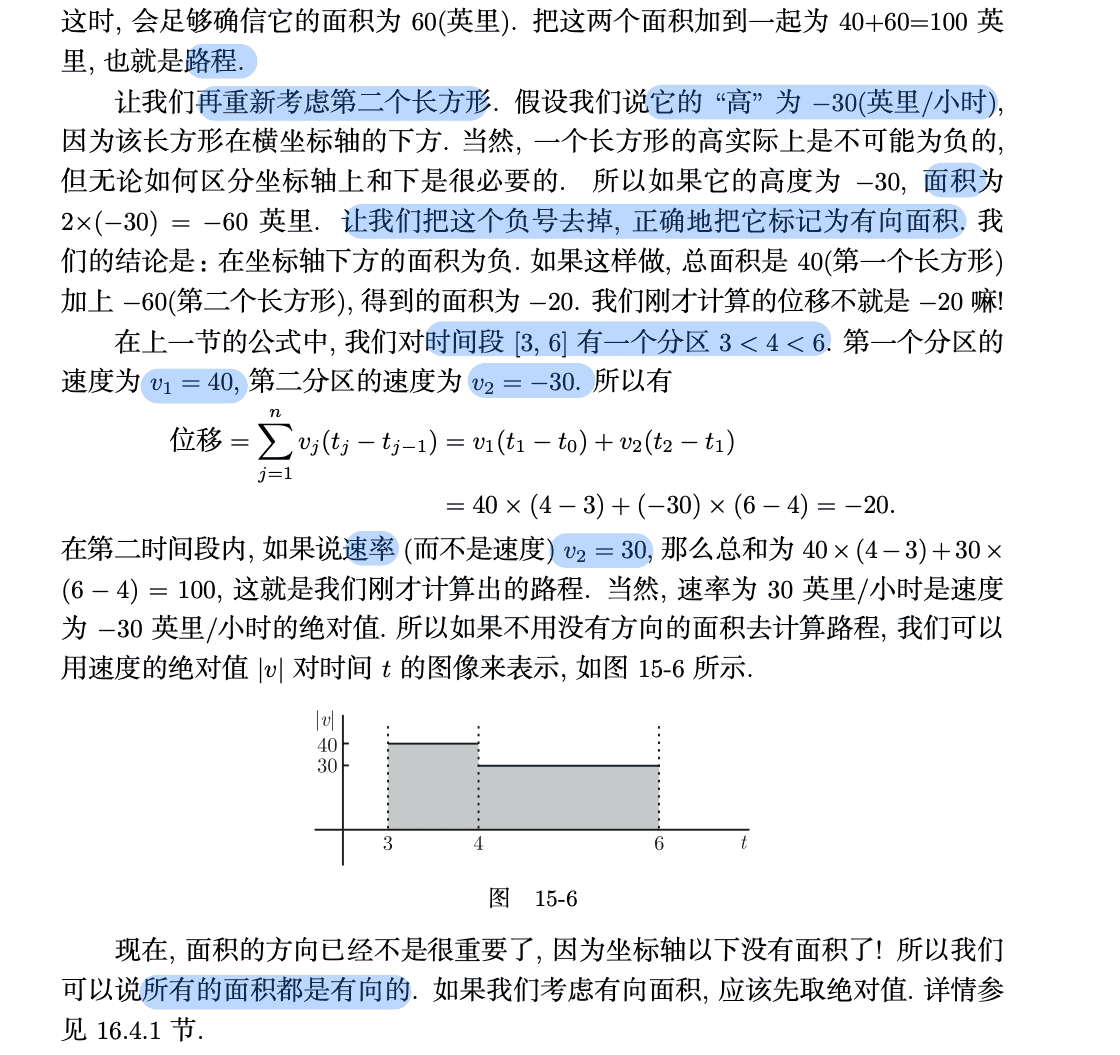 这时, 会足够确信它的面积为 60(英里). 把这两个面积加到一起为 40+60=100 英
里, 也就是路程.
让我们再重新考虑第二个长方形. 假设我们说它的 “高” 为 −30(英里/小时),
因为该长方形在横坐标轴的下方. 当然, 一个长方形的高实际上是不可能为负的,
但无论如何区分坐标轴上和下是很必要的. 所以如果它的高度为 −30, 面积为
2×(−30) = −60 英里. 让我们把这个负号去掉, 正确地把它标记为有向面积. 我
们的结论是: 在坐标轴下方的面积为负. 如果这样做, 总面积是 40(第一个长方形)
加上 −60(第二个长方形), 得到的面积为 −20. 我们刚才计算的位移不就是 −20 嘛!
在上一节的公式中, 我们对时间段 [3, 6] 有一个分区 3 < 4 < 6. 第一个分区的
速度为 v₁ = 40, 第二分区的速度为 v₂ = −30. 所以有
位移 = ∑_{j=1}^{n} v_j(t_j − t_{j−1}) = v₁(t₁ − t₀) + v₂(t₂ − t₁)
= 40 × (4 − 3) + (−30) × (6 − 4) = −20.
在第二时间段内, 如果说速率 (而不是速度) v₂ = 30, 那么总和为 40 × (4 − 3) + 30 ×
(6 − 4) = 100, 这就是我们刚才计算出的路程. 当然, 速率为 30 英里/小时是速度
为 −30 英里/小时的绝对值. 所以如果不用没有方向的面积去计算路程, 我们可以
用速度的绝对值 |v| 对时间 t 的图像来表示, 如图 15-6 所示.
|v|
40
30
3 4 6 t
图 15-6
现在, 面积的方向已经不是很重要了, 因为坐标轴以下没有面积了! 所以我们
可以说所有的面积都是有向的. 如果我们考虑有向面积, 应该先取绝对值. 详情参
见 16.4.1 节.